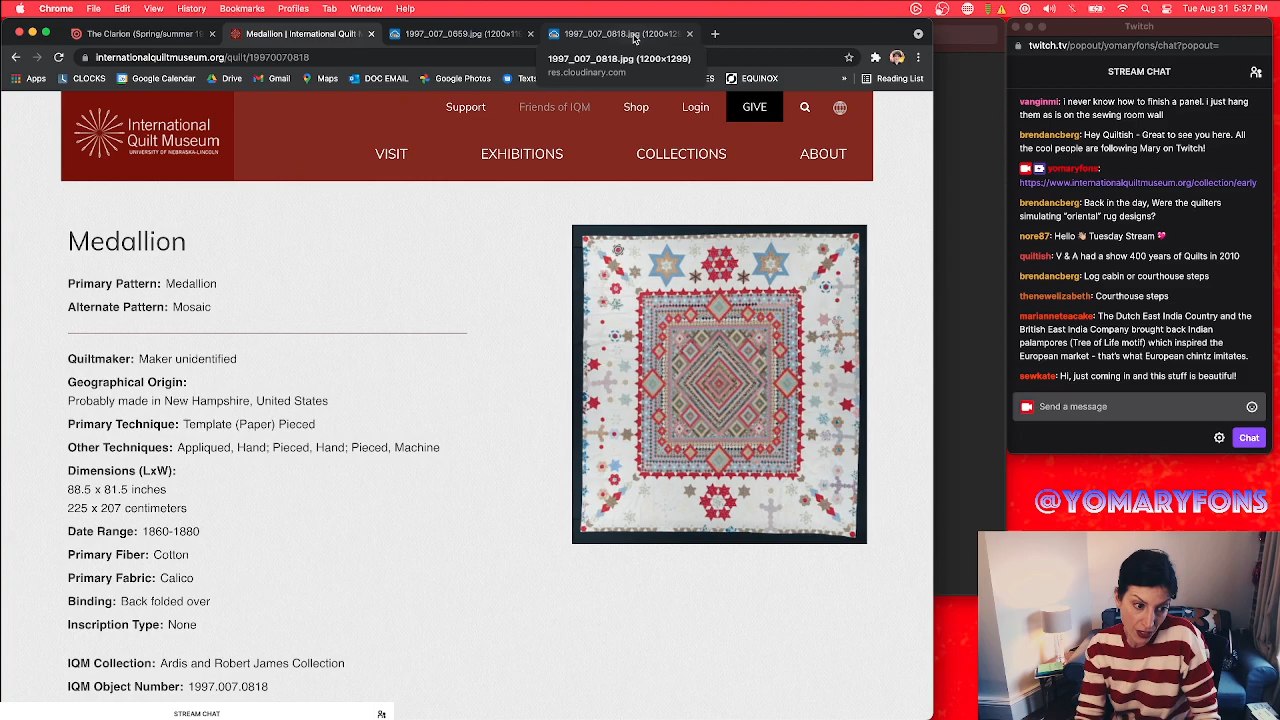 Chrome File Edit View History Bookmarks Profiles Tab Window Help Tue Aug 31 5:37 PM
The Clarion (Spring/summer 19
Medallion | International Quilt M
1997_007_0659.jpg (1200×119
1997_007_0818.jpg (1200×129
Twitch
internationalquiltmuseum.org/quilt/19970070818
1997_007_0818.jpg (1200×1299)
res.cloudinary.com
twitch.tv/popout/yomaryfons/chat?popout=
Apps CLOCKS Google Calendar Gmail Maps DOC EMAIL Google Photos Texts EQUINOX » Reading List
STREAM CHAT
Support Friends of IQM Shop Login GIVE
International
Quilt Museum
UNIVERSITY OF NEBRASKA-LINCOLN
VISIT EXHIBITIONS COLLECTIONS ABOUT
Medallion
Primary Pattern: Medallion
Alternate Pattern: Mosaic
Quiltmaker: Maker unidentified
Geographical Origin:
Probably made in New Hampshire, United States
Primary Technique: Template (Paper) Pieced
Other Techniques: Appliqued, Hand; Pieced, Hand; Pieced, Machine
Dimensions (LxW):
88.5 x 81.5 inches
225 x 207 centimeters
Date Range: 1860-1880
Primary Fiber: Cotton
Primary Fabric: Calico
Binding: Back folded over
Inscription Type: None
IQM Collection: Ardis and Robert James Collection
IQM Object Number: 1997.007.0818
STREAM CHAT
vanginmi: i never know how to finish a panel. i just hang
them as is on the sewing room wall
brendancberg: Hey Quiltish - Great to see you here. All
the cool people are following Mary on Twitch!
yomaryfons:
https://www.internationalquiltmuseum.org/collection/early
brendancberg: Back in the day, Were the quilters
simulating "oriental" rug designs?
nore87: Hello 👋🏼 Tuesday Stream 💖
quiltish: V & A had a show 400 years of Quilts in 2010
brendancberg: Log cabin or courthouse steps
thenewelizabeth: Courthouse steps
marianneteacake: The Dutch East India Country and the
British East India Company brought back Indian
palampores (Tree of Life motif) which inspired the
European market - that's what European chintz imitates.
sewkate: Hi, just coming in and this stuff is beautiful!
Send a message
Chat
@YOMARYFONS